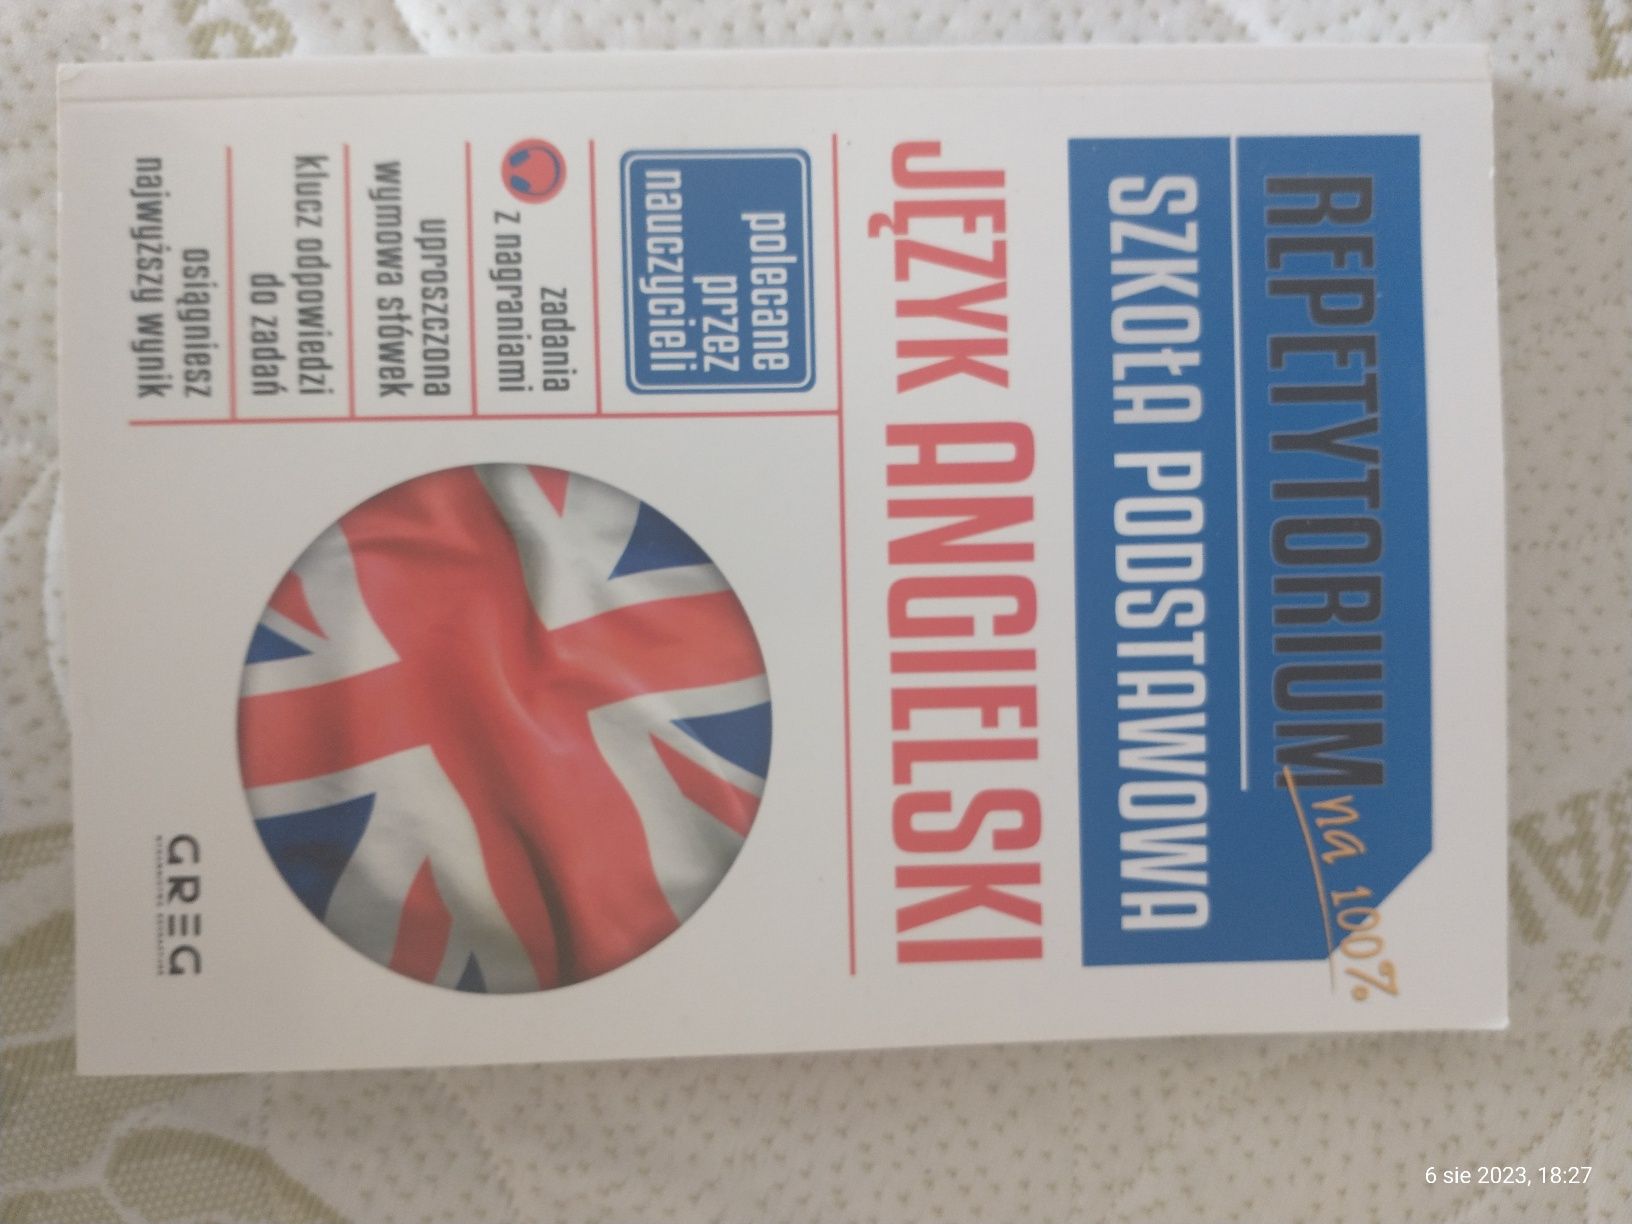 REPETYTORIUM
na 100%
SZKOŁA PODSTAWOWA
JĘZYK ANGIELSKI
polecane
przez
nauczycieli
zadania
z nagraniami
uproszczona
wymowa słówek
klucz odpowiedzi
do zadań
osiągniesz
najwyższy wynik
GREG
6 sie 2023, 18:27